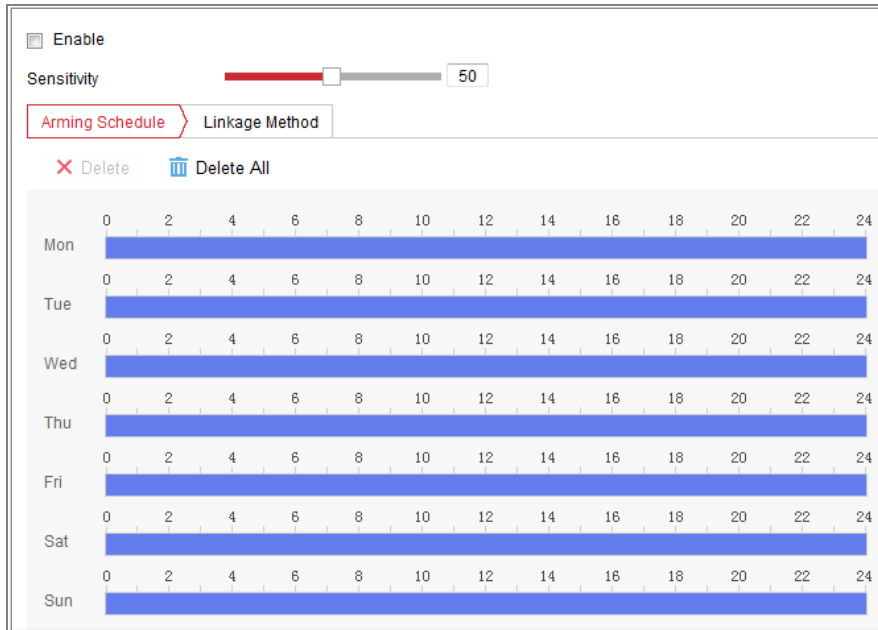 Enable
Sensitivity 50
Arming Schedule Linkage Method
Delete Delete All
0 2 4 6 8 10 12 14 16 18 20 22 24
Mon
0 2 4 6 8 10 12 14 16 18 20 22 24
Tue
0 2 4 6 8 10 12 14 16 18 20 22 24
Wed
0 2 4 6 8 10 12 14 16 18 20 22 24
Thu
0 2 4 6 8 10 12 14 16 18 20 22 24
Fri
0 2 4 6 8 10 12 14 16 18 20 22 24
Sat
0 2 4 6 8 10 12 14 16 18 20 22 24
Sun